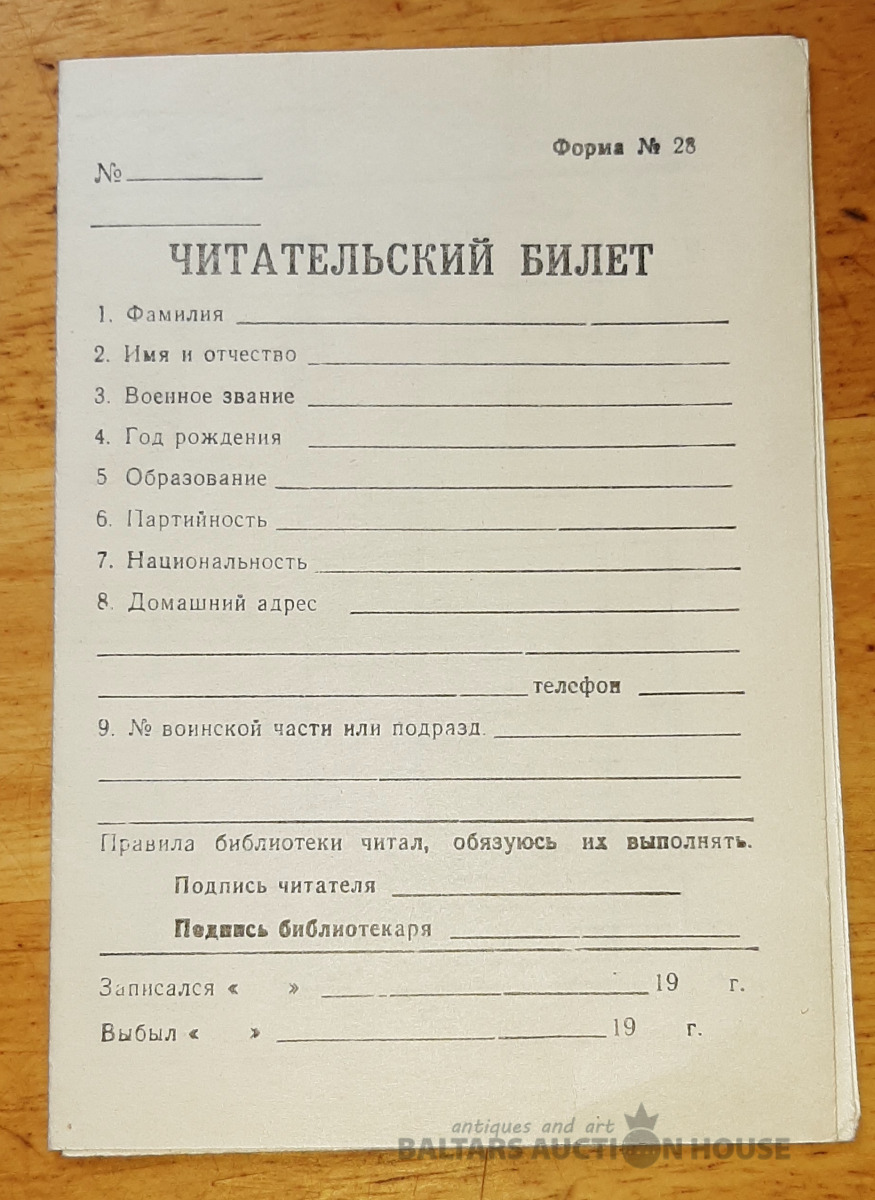 Форма № 28
№
ЧИТАТЕЛЬСКИЙ БИЛЕТ
1. Фамилия
2. Имя и отчество
3. Военное звание
4. Год рождения
5 Образование
6. Партийность
7. Национальность
8. Домашний адрес
телефон
9. № воинской части или подразд.
Правила библиотеки читал, обязуюсь их выполнять.
Подпись читателя
Подпись библиотекаря
Записался « » 19 г.
Выбыл « » 19 г.
antiques and art
BALTARS AUCTION HOUSE